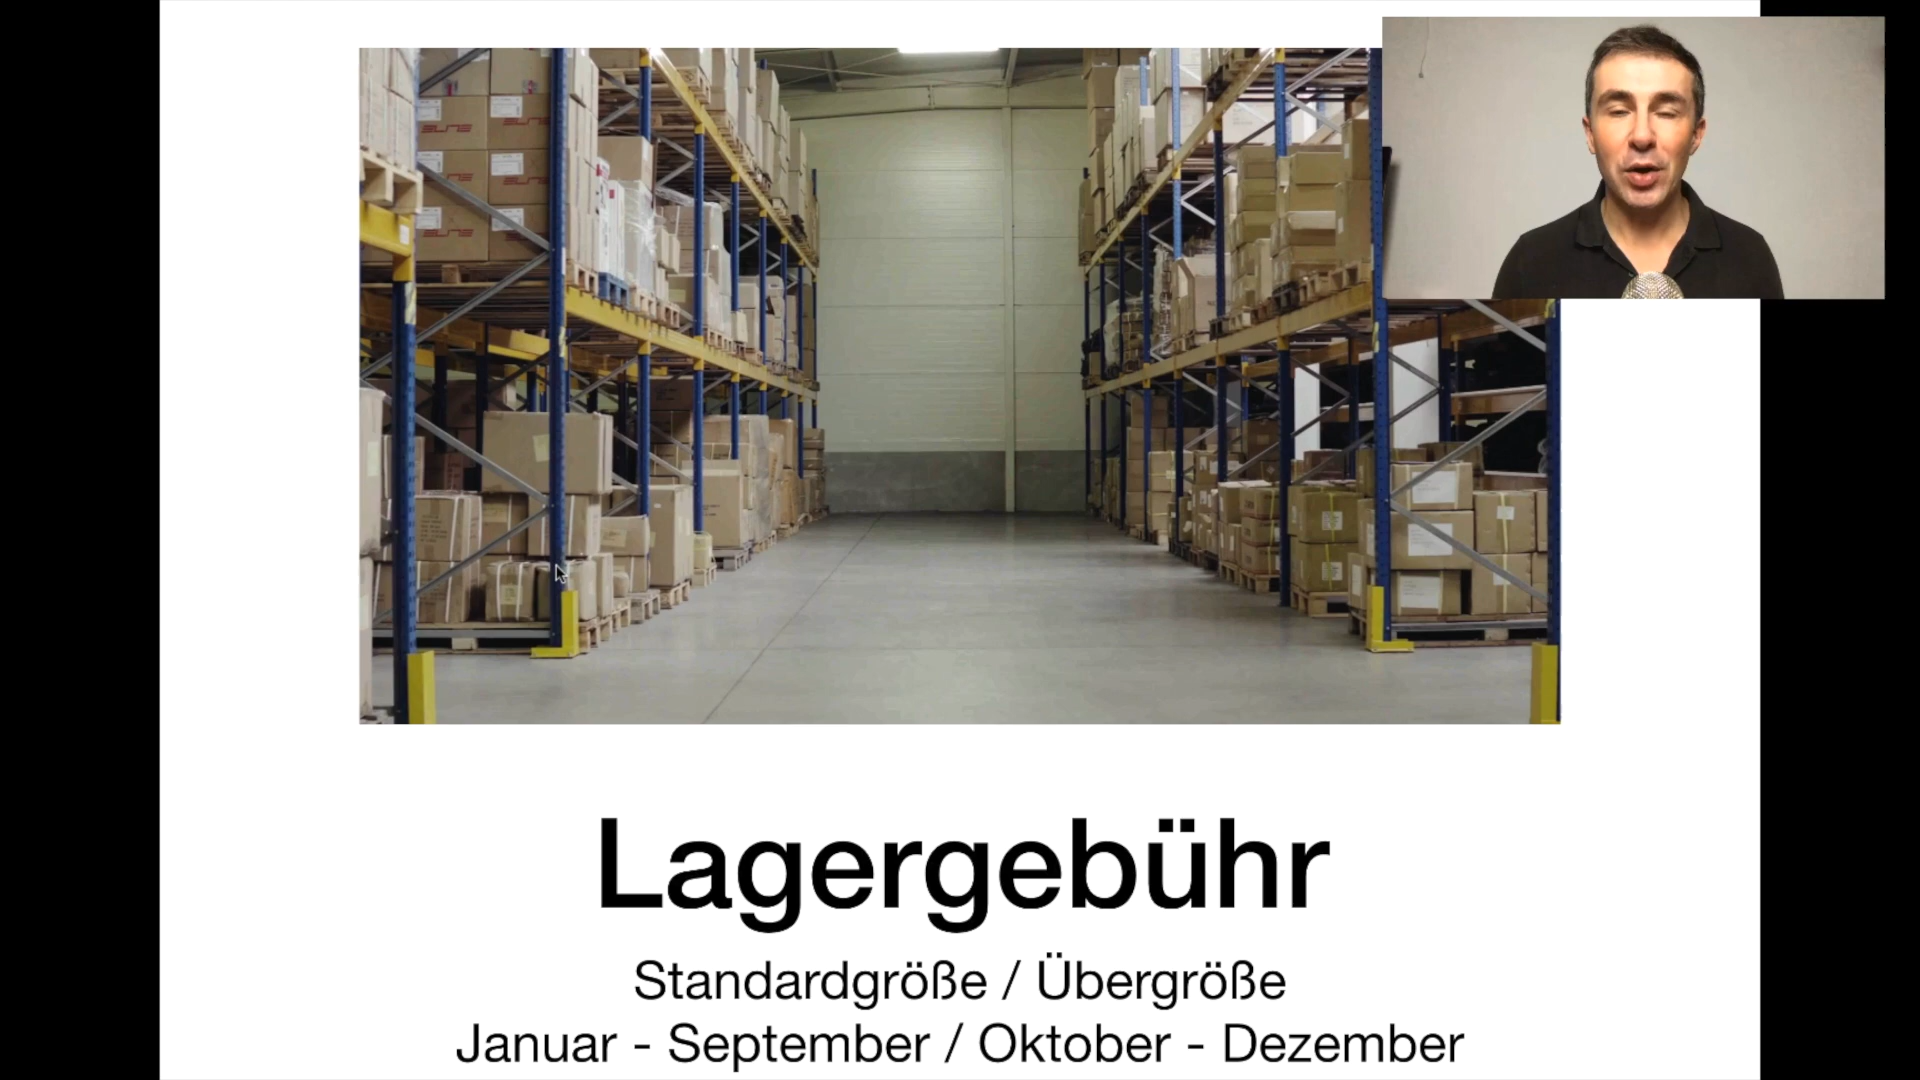 Lagergebühr
Standardgröße / Übergröße
Januar - September / Oktober - Dezember